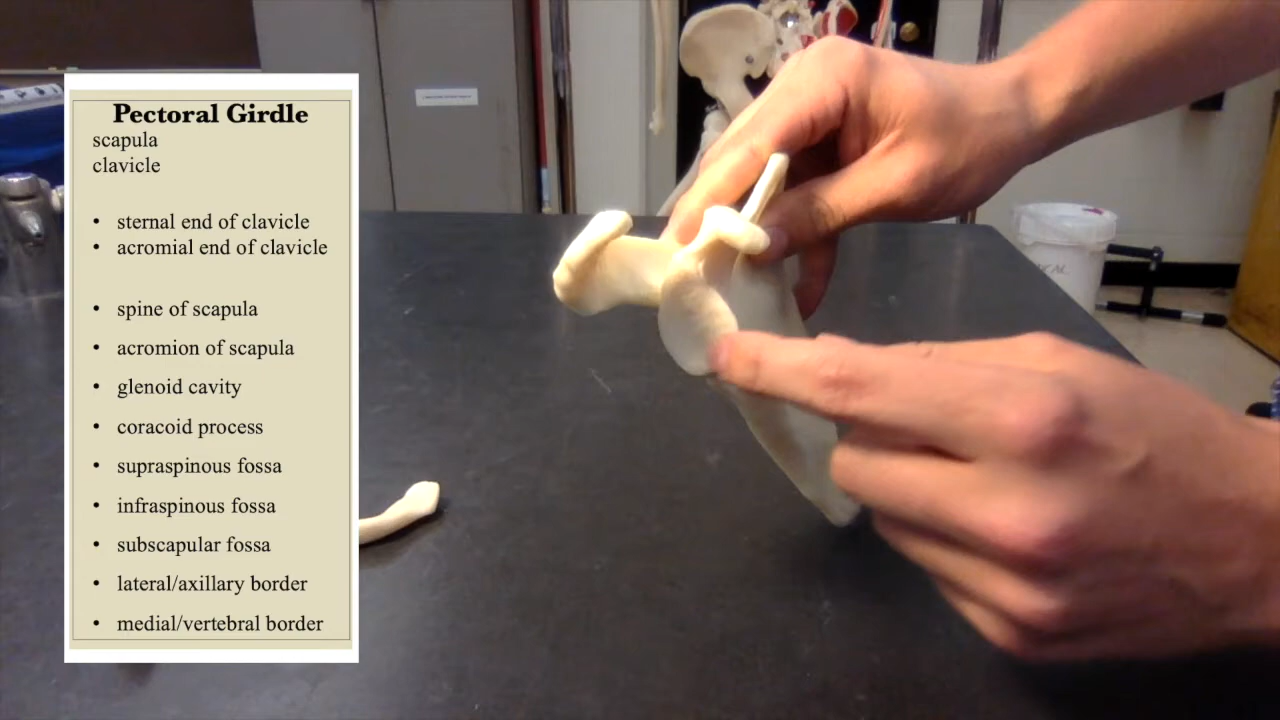 Pectoral Girdle
scapula
clavicle
• sternal end of clavicle
• acromial end of clavicle
• spine of scapula
• acromion of scapula
• glenoid cavity
• coracoid process
• supraspinous fossa
• infraspinous fossa
• subscapular fossa
• lateral/axillary border
• medial/vertebral border